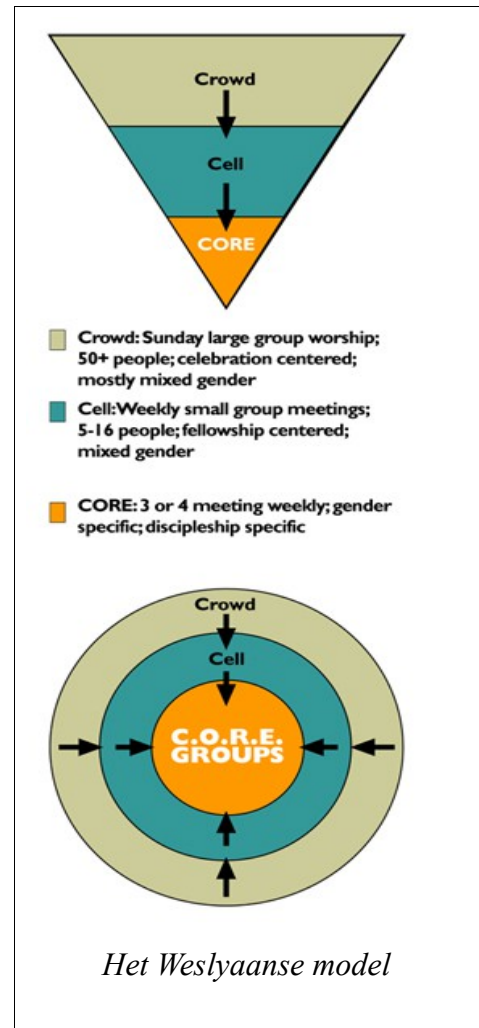 Crowd
Cell
CORE
Crowd: Sunday large group worship;
50+ people; celebration centered;
mostly mixed gender
Cell: Weekly small group meetings;
5-16 people; fellowship centered;
mixed gender
CORE: 3 or 4 meeting weekly; gender
specific; discipleship specific
Crowd
Cell
C.O.R.E.
GROUPS
Het Weslyaanse model